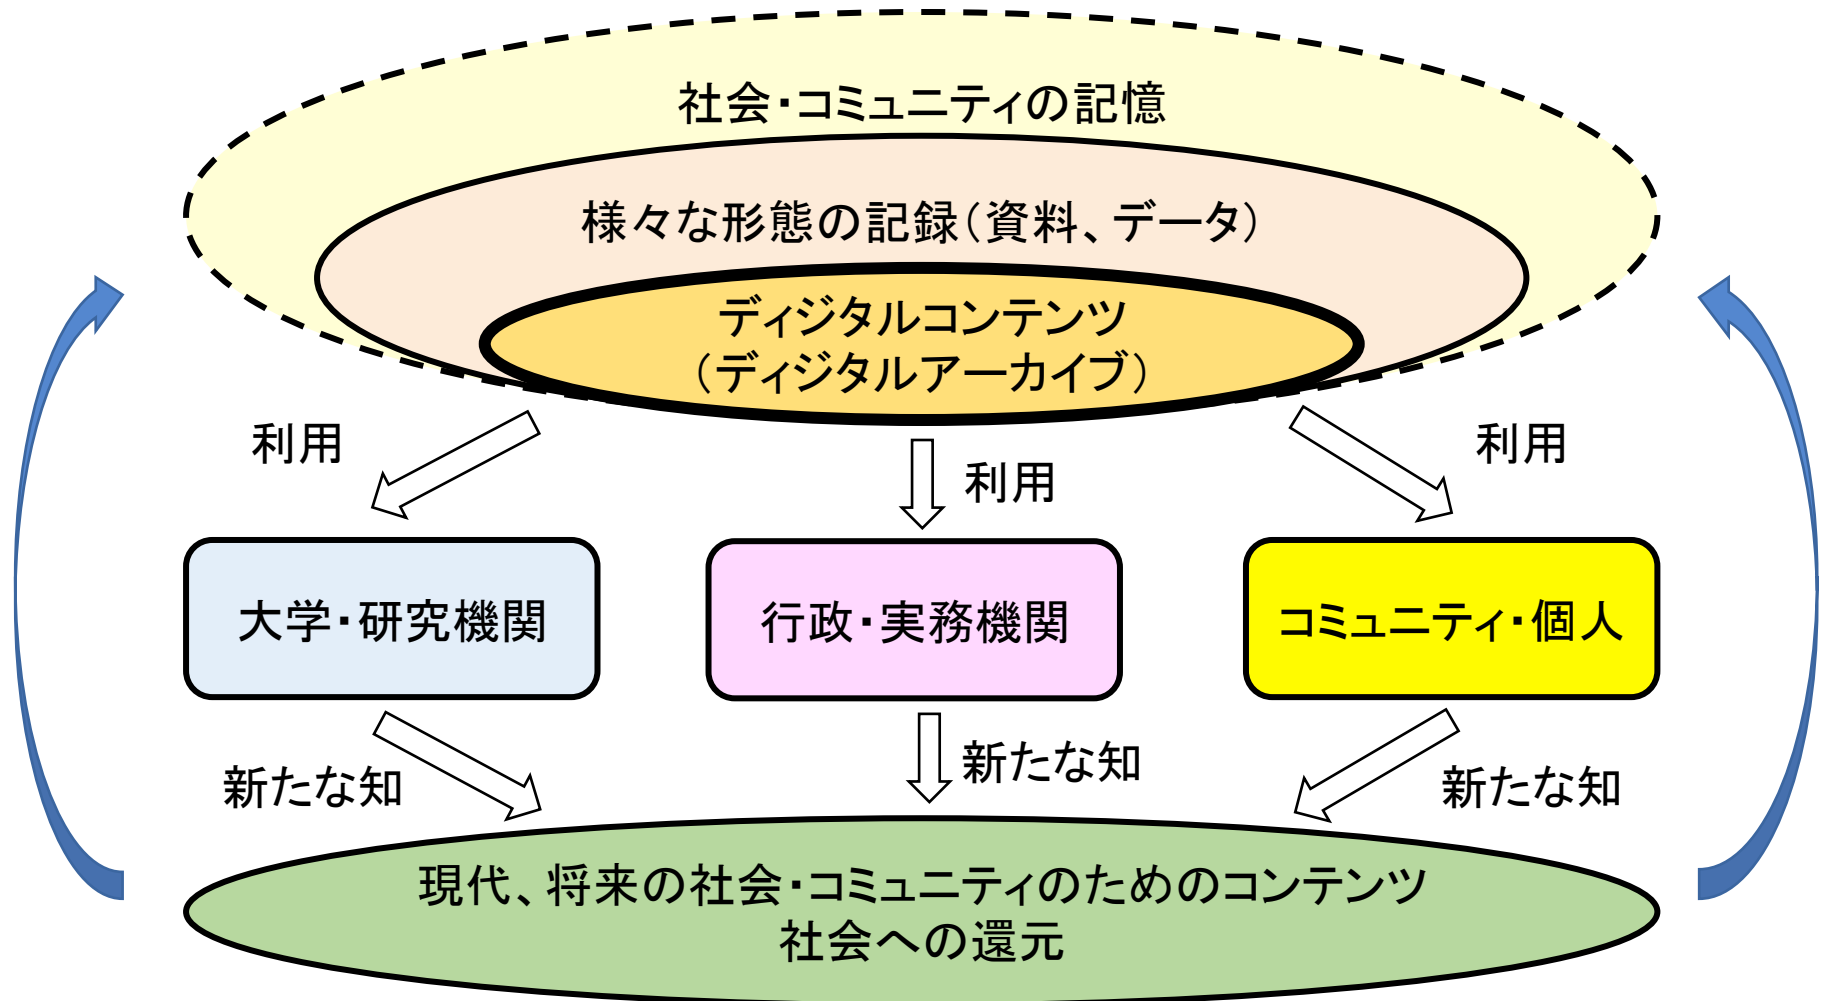 社会・コミュニティの記憶
様々な形態の記録（資料、データ）
ディジタルコンテンツ
（ディジタルアーカイブ）
利用
利用
利用
大学・研究機関
行政・実務機関
コミュニティ・個人
新たな知
新たな知
新たな知
現代、将来の社会・コミュニティのためのコンテンツ
社会への還元